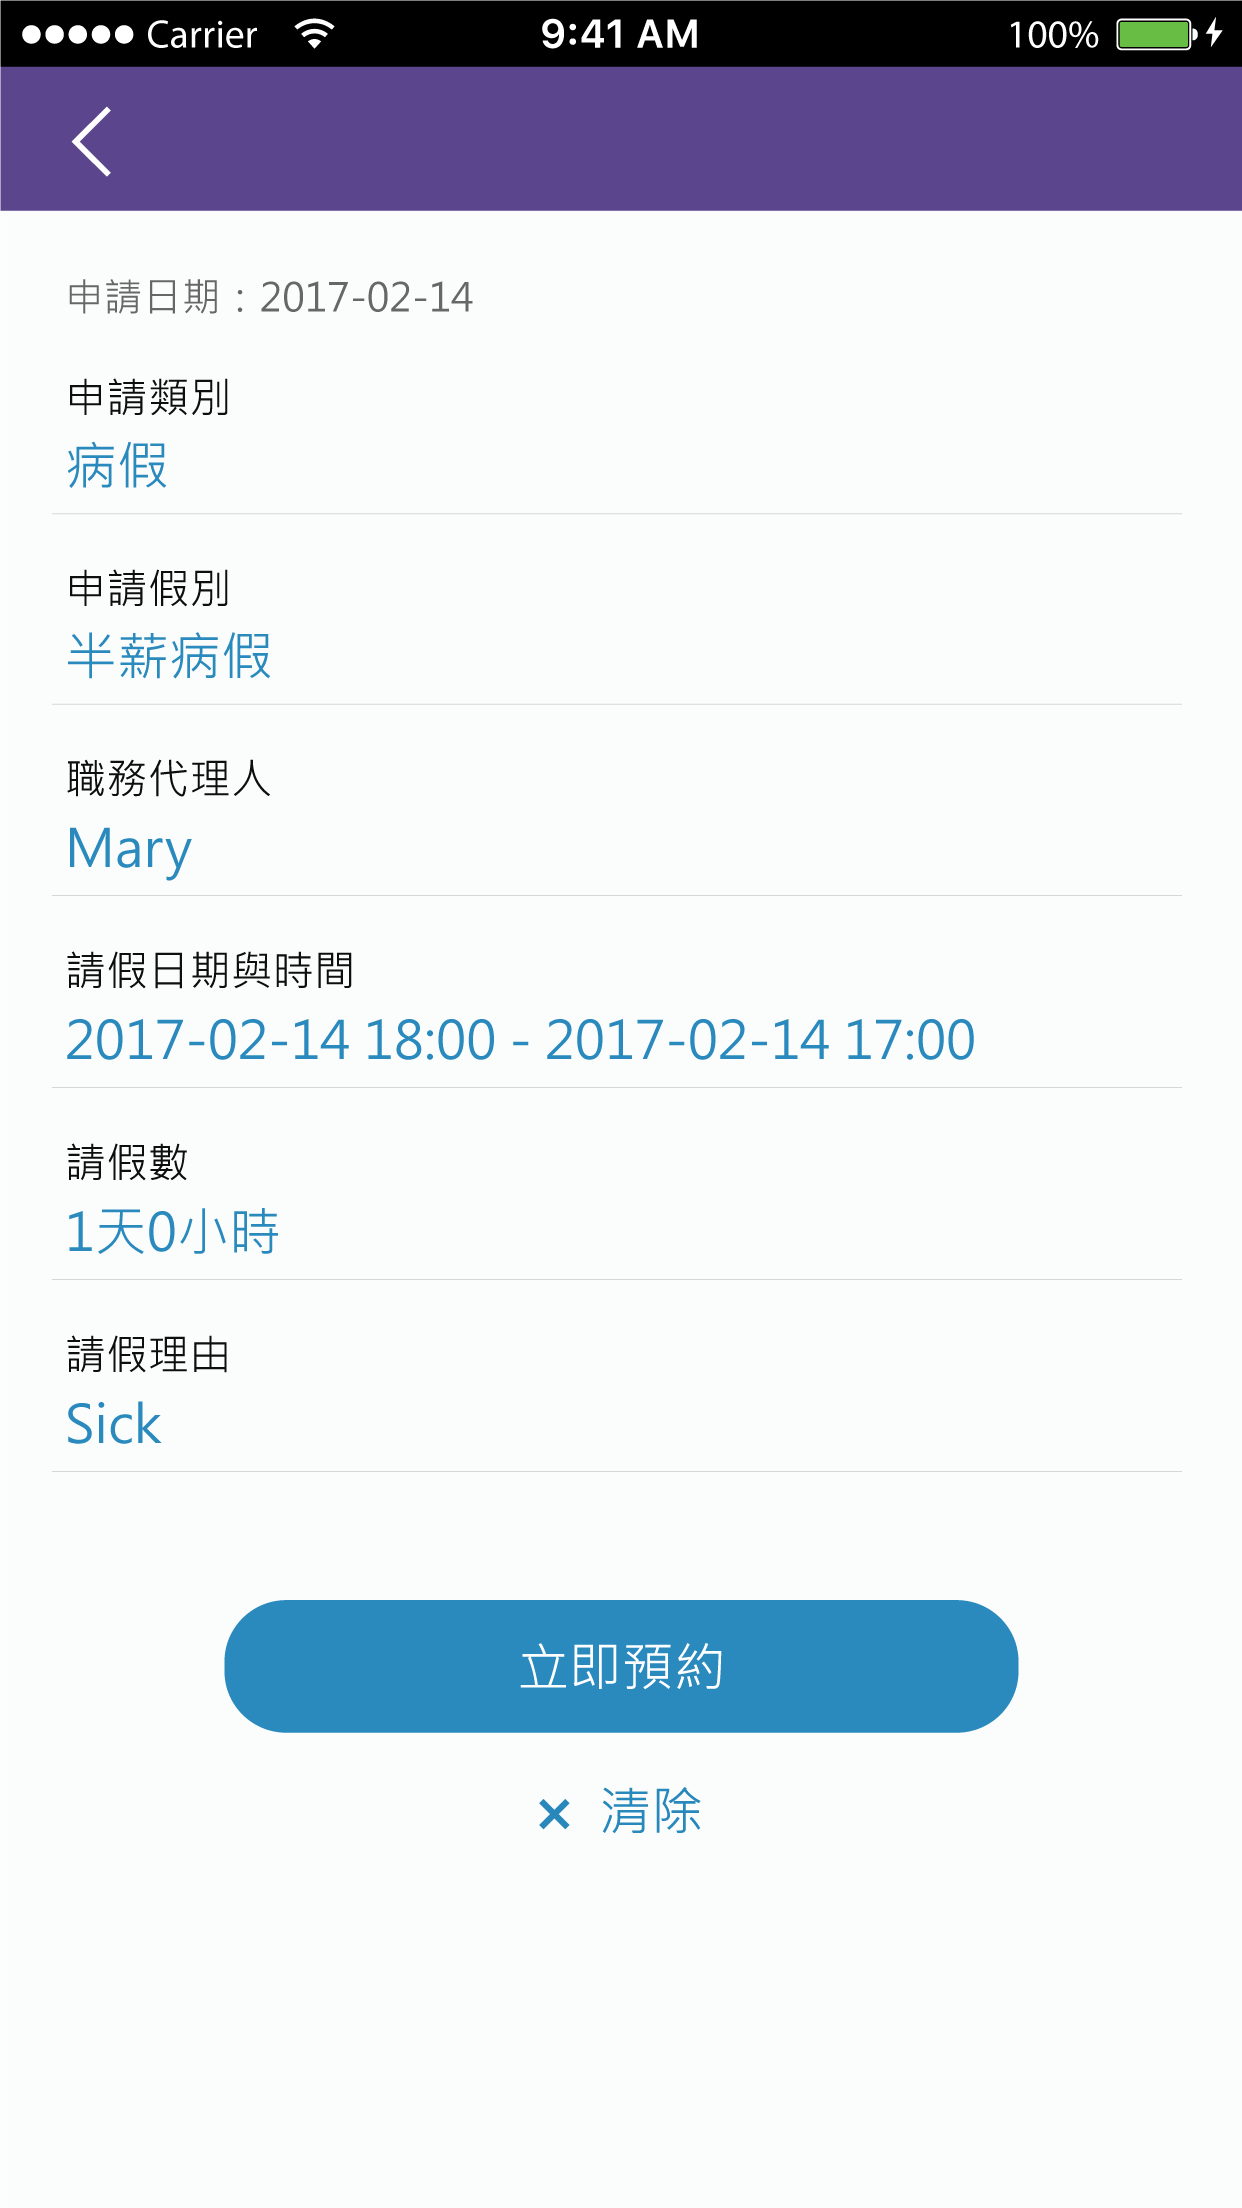 Carrier 9:41 AM 100%
申請日期：2017-02-14
申請類別
病假
申請假別
半薪病假
職務代理人
Mary
請假日期與時間
2017-02-14 18:00 - 2017-02-14 17:00
請假數
1天0小時
請假理由
Sick
立即預約
清除